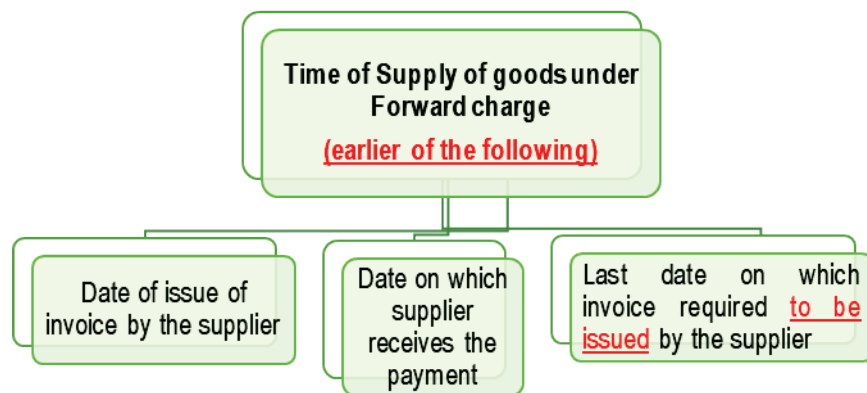 Time of Supply of goods under
Forward charge
(earlier of the following)
Date of issue of
invoice by the supplier
Date on which
supplier
receives the
payment
Last date on which
invoice required to be
issued by the supplier